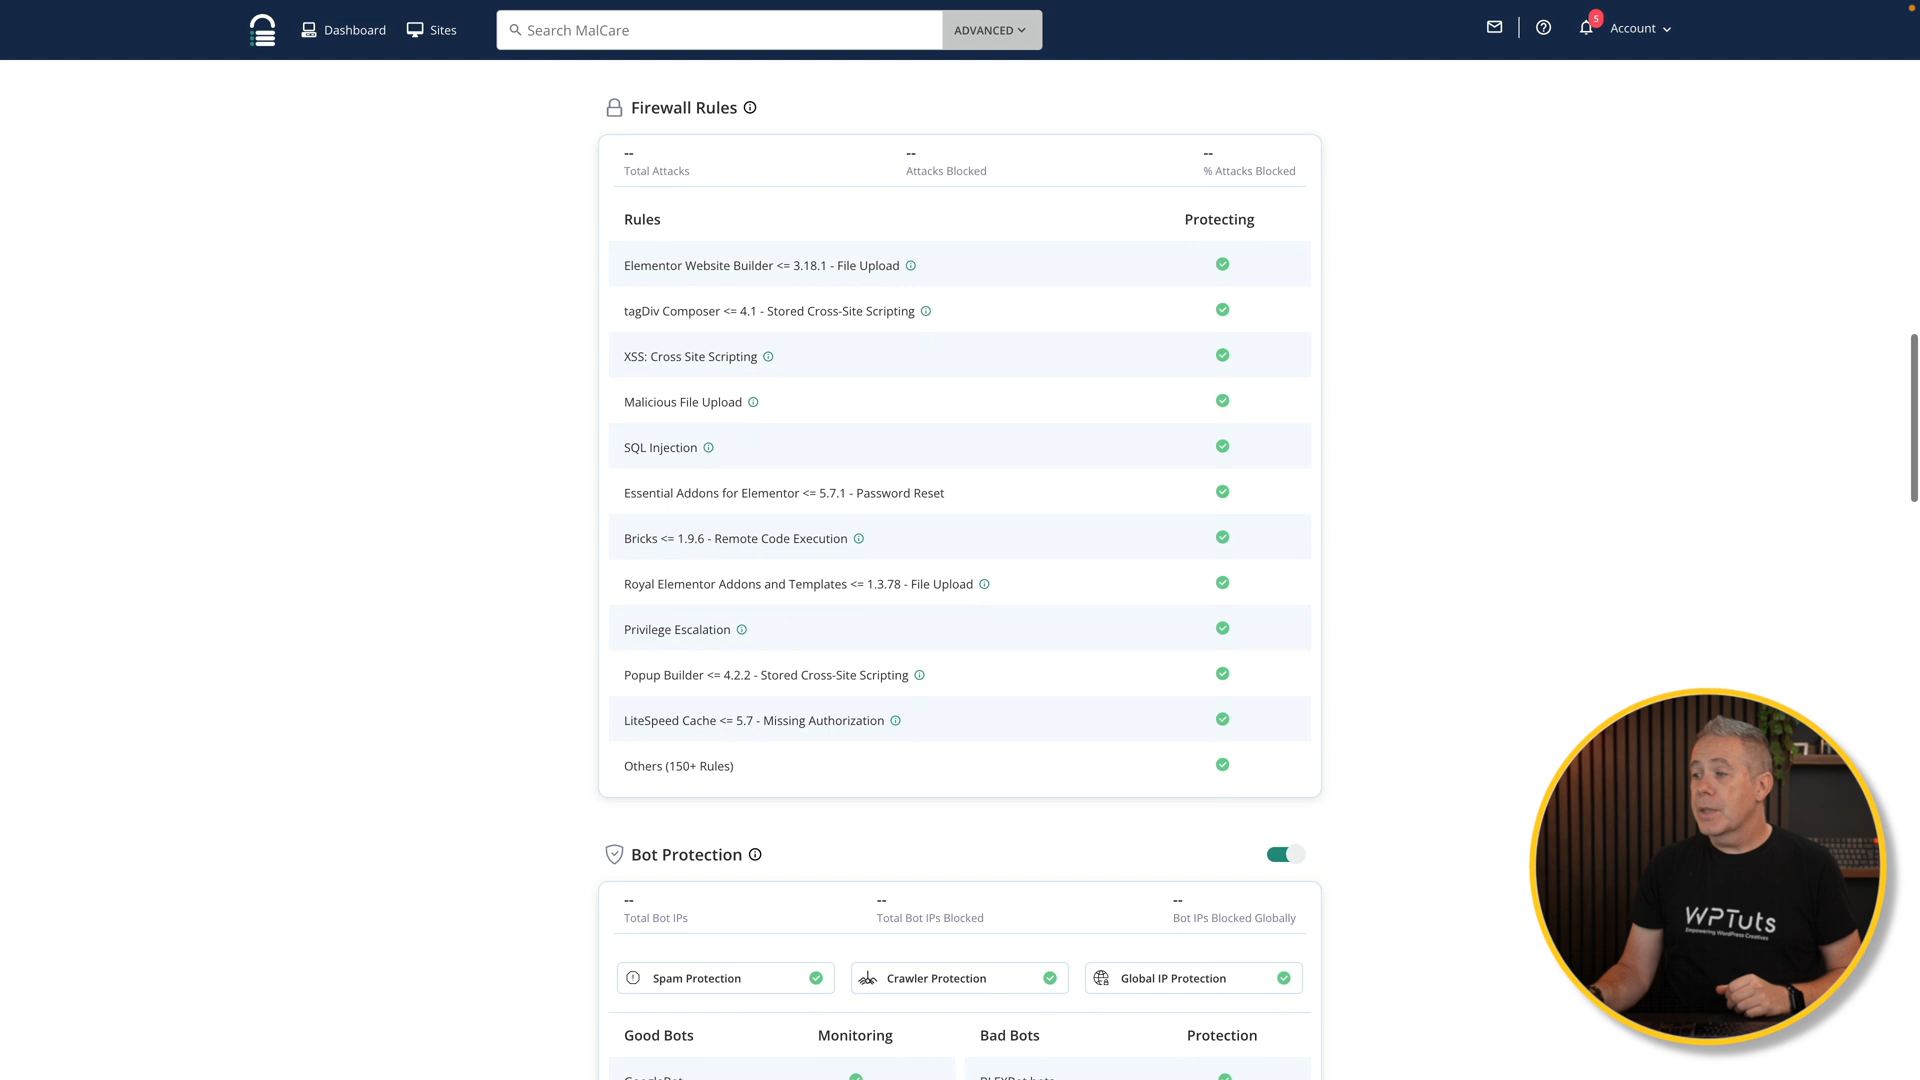 Dashboard
Sites
Search MalCare
ADVANCED
5
Account
Firewall Rules
--
--
--
Total Attacks
Attacks Blocked
% Attacks Blocked
Rules
Protecting
Elementor Website Builder <= 3.18.1 - File Upload
tagDiv Composer <= 4.1 - Stored Cross-Site Scripting
XSS: Cross Site Scripting
Malicious File Upload
SQL Injection
Essential Addons for Elementor <= 5.7.1 - Password Reset
Bricks <= 1.9.6 - Remote Code Execution
Royal Elementor Addons and Templates <= 1.3.78 - File Upload
Privilege Escalation
Popup Builder <= 4.2.2 - Stored Cross-Site Scripting
LiteSpeed Cache <= 5.7 - Missing Authorization
Others (150+ Rules)
Bot Protection
--
--
--
Total Bot IPs
Total Bot IPs Blocked
Bot IPs Blocked Globally
Spam Protection
Crawler Protection
Global IP Protection
Good Bots
Monitoring
Bad Bots
Protection
WPTuts
Empowering WordPress Creatives